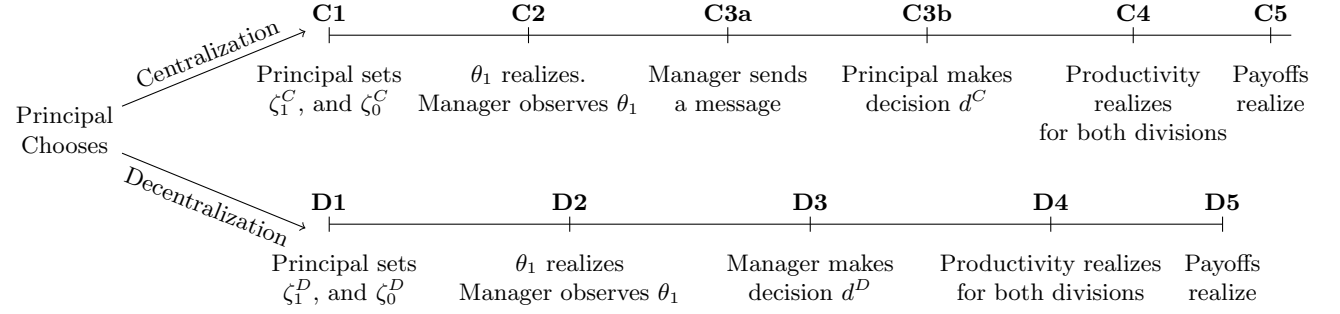 Principal
Chooses
Centralization
C1
C2
C3a
C3b
C4
C5
Principal sets
ζ₁ᶜ, and ζ₀ᶜ
θ₁ realizes.
Manager observes θ₁
Manager sends
a message
Principal makes
decision dᶜ
Productivity
realizes
for both divisions
Payoffs
realize
Decentralization
D1
D2
D3
D4
D5
Principal sets
ζ₁ᴰ, and ζ₀ᴰ
θ₁ realizes
Manager observes θ₁
Manager makes
decision dᴰ
Productivity realizes
for both divisions
Payoffs
realize